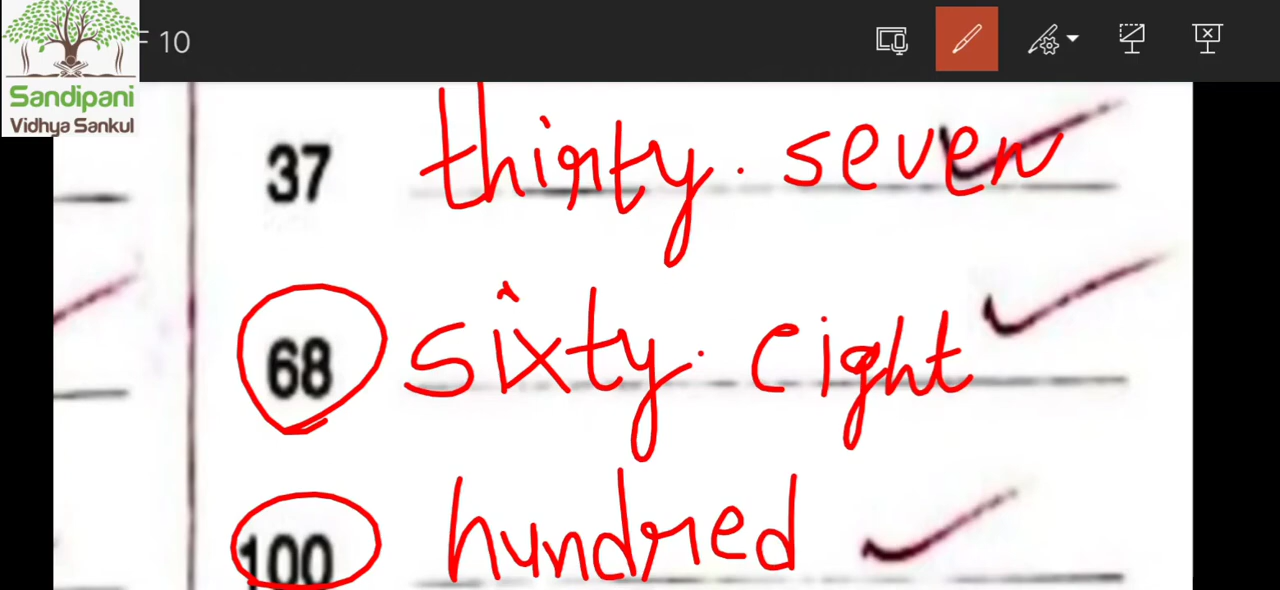 F 10
Sandipani
Vidhya Sankul
37 thirty. seven
68 sixty. eight
100 hundred